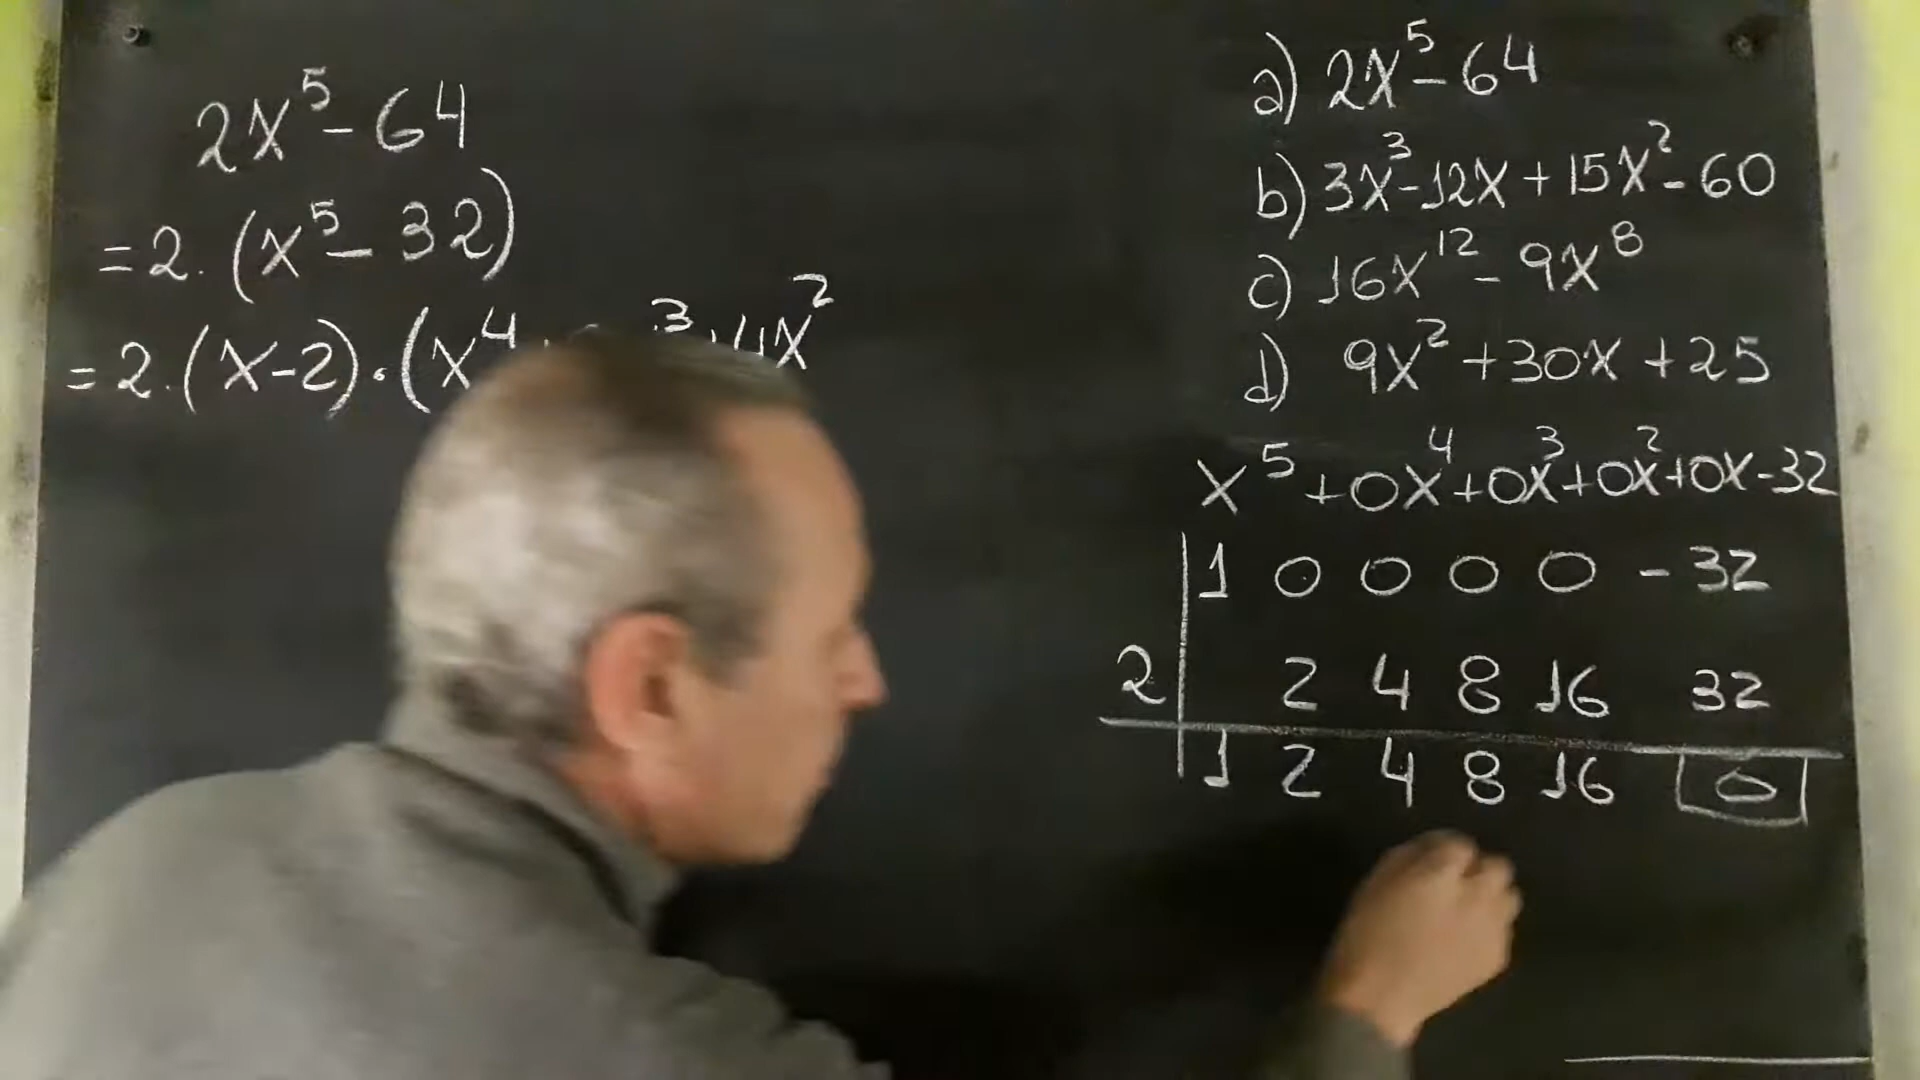 2x⁵-64
=2.(x⁵-32)
=2.(x-2).(x⁴ ³ 4x²
a) 2x⁵-64
b) 3x³-12x+15x²-60
c) 16x¹²-9x⁸
d) 9x²+30x+25
x⁵+0x⁴+0x³+0x²+0x-32
1 0 0 0 0 -32
2 2 4 8 16 32
1 2 4 8 16 0